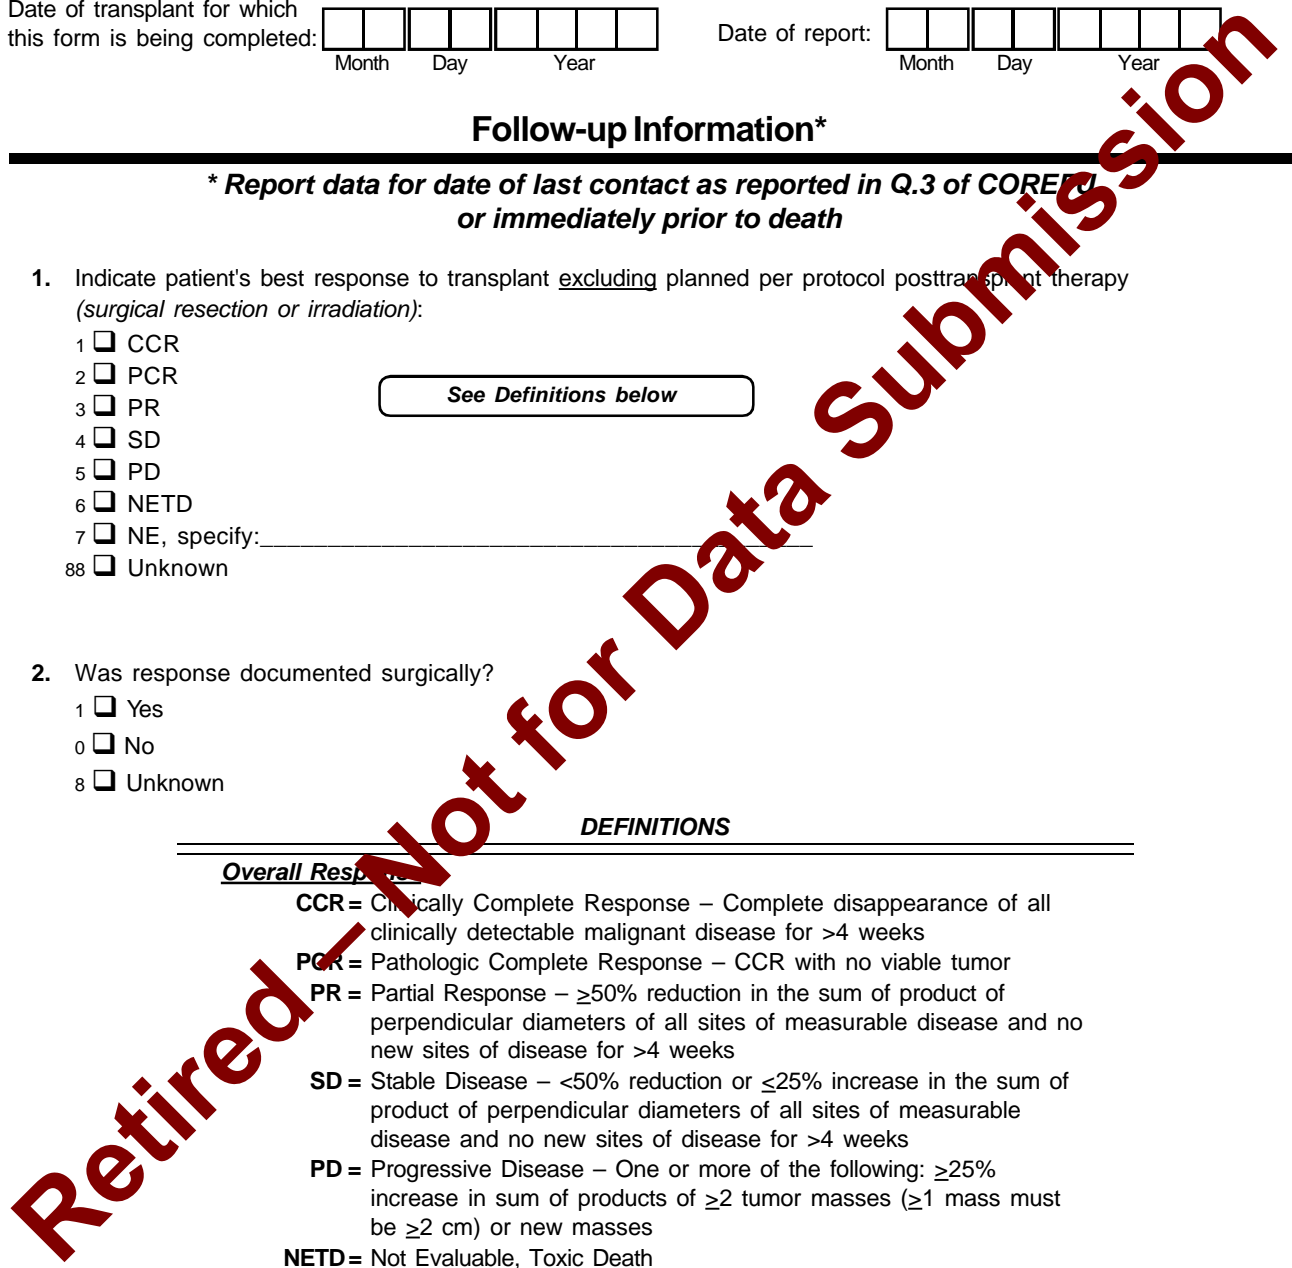 Date of transplant for which
this form is being completed:
Month Day Year
Date of report:
Month Day Year
Follow-up Information*
* Report data for date of last contact as reported in Q.3 of COREFU
or immediately prior to death
1. Indicate patient's best response to transplant excluding planned per protocol posttransplant therapy
(surgical resection or irradiation):
1 ❑ CCR
2 ❑ PCR
3 ❑ PR
4 ❑ SD
5 ❑ PD
6 ❑ NETD
7 ❑ NE, specify:__________________________________________
88 ❑ Unknown
See Definitions below
2. Was response documented surgically?
1 ❑ Yes
0 ❑ No
8 ❑ Unknown
DEFINITIONS
Overall Response
CCR = Clinically Complete Response – Complete disappearance of all
clinically detectable malignant disease for >4 weeks
PCR = Pathologic Complete Response – CCR with no viable tumor
PR = Partial Response – ≥50% reduction in the sum of product of
perpendicular diameters of all sites of measurable disease and no
new sites of disease for >4 weeks
SD = Stable Disease – <50% reduction or ≤25% increase in the sum of
product of perpendicular diameters of all sites of measurable
disease and no new sites of disease for >4 weeks
PD = Progressive Disease – One or more of the following: ≥25%
increase in sum of products of ≥2 tumor masses (≥1 mass must
be ≥2 cm) or new masses
NETD = Not Evaluable, Toxic Death
Retired – Not for Data Submission